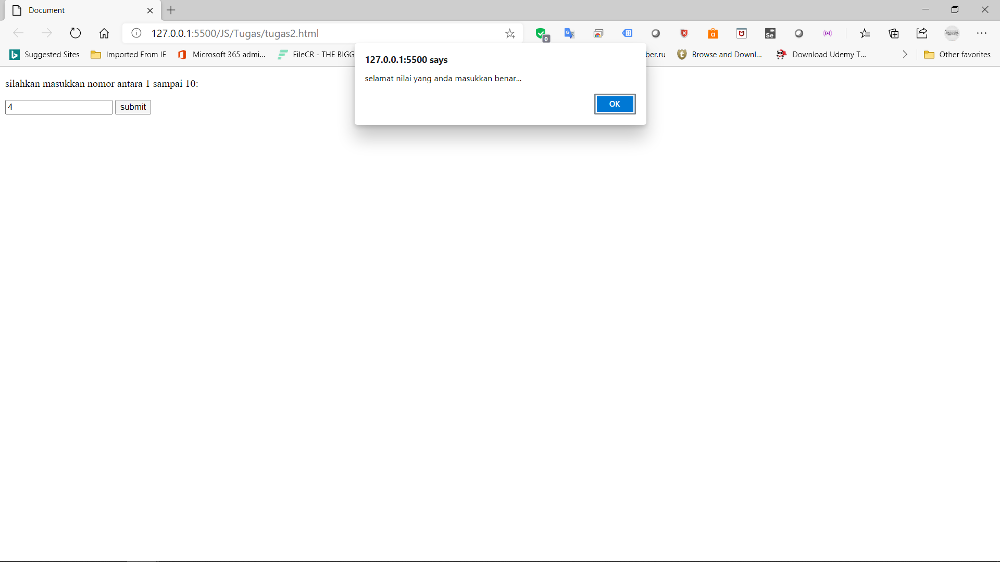 Document
127.0.0.1:5500/JS/Tugas/tugas2.html
0
Se
Suggested Sites
Imported From IE
Microsoft 365 admi...
FileCR - THE BIGG
ber.ru
Browse and Downl...
Download Udemy T...
Other favorites
127.0.0.1:5500 says
selamat nilai yang anda masukkan benar...
OK
silahkan masukkan nomor antara 1 sampai 10:
4
submit